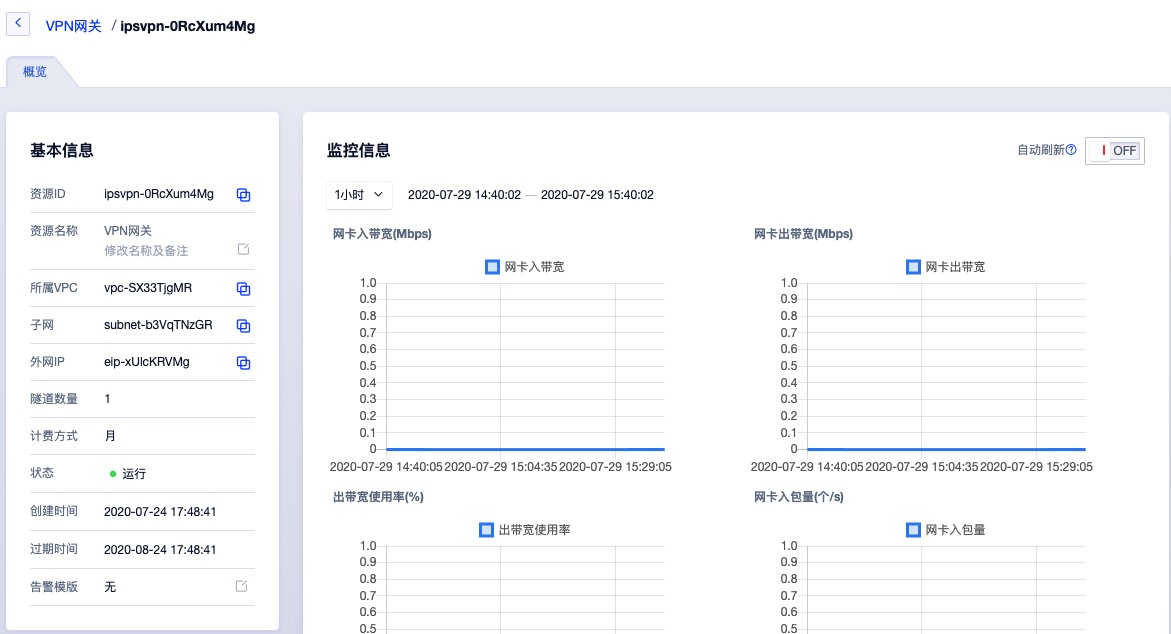 VPN网关 / ipsvpn-0RcXum4Mg
概览
基本信息
资源ID ipsvpn-0RcXum4Mg
资源名称 VPN网关
修改名称及备注
所属VPC vpc-SX33TjgMR
子网 subnet-b3VqTNzGR
外网IP eip-xUlcKRVMg
隧道数量 1
计费方式 月
状态 运行
创建时间 2020-07-24 17:48:41
过期时间 2020-08-24 17:48:41
告警模版 无
监控信息
自动刷新 OFF
1小时 2020-07-29 14:40:02 — 2020-07-29 15:40:02
网卡入带宽(Mbps)
网卡入带宽
1.0
0.9
0.8
0.7
0.6
0.5
0.4
0.3
0.2
0.1
0
2020-07-29 14:40:05 2020-07-29 15:04:35 2020-07-29 15:29:05
网卡出带宽(Mbps)
网卡出带宽
1.0
0.9
0.8
0.7
0.6
0.5
0.4
0.3
0.2
0.1
0
2020-07-29 14:40:05 2020-07-29 15:04:35 2020-07-29 15:29:05
出带宽使用率(%)
出带宽使用率
1.0
0.9
0.8
0.7
0.6
0.5
网卡入包量(个/s)
网卡入包量
1.0
0.9
0.8
0.7
0.6
0.5